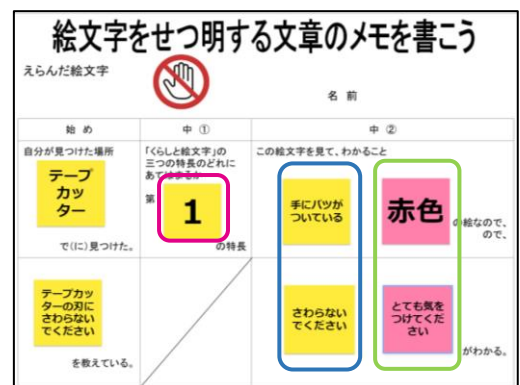 絵文字をせつ明する文章のメモを書こう
えらんだ絵文字
名 前
始 め
中 ①
中 ②
自分が見つけた場所
テープ
カッ
ター
で(に)見つけた。
「くらしと絵文字」の
三つの特長のどれに
あてはまるか
第
1
の特長
この絵文字を見て、わかること
手にバツが
ついている
赤色
の絵なので、
ので、
テープカッ
ターの刃に
さわらない
でください
を教えている。
さわらない
でください
とても気を
つけてくだ
さい
がわかる。